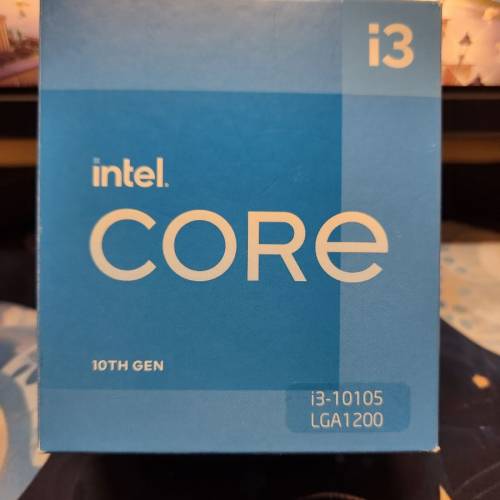 i3
intel.
CORe
10TH GEN
i3-10105
LGA1200